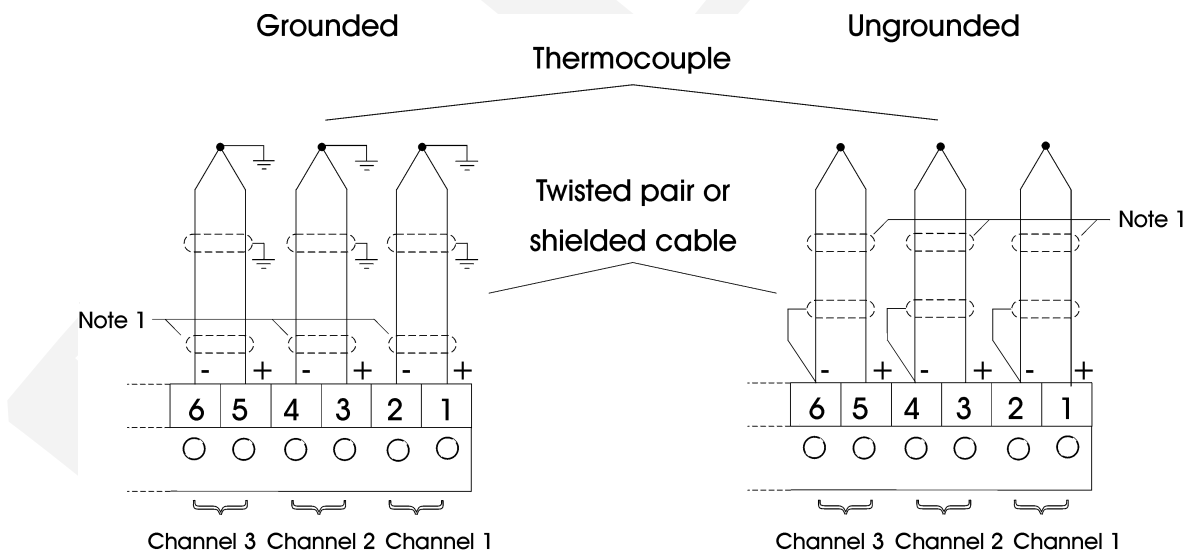 Grounded
Ungrounded
Thermocouple
Twisted pair or
shielded cable
Note 1
Note 1
- + - + - +
6 5 4 3 2 1
Channel 3 Channel 2 Channel 1
- + - + - +
6 5 4 3 2 1
Channel 3 Channel 2 Channel 1